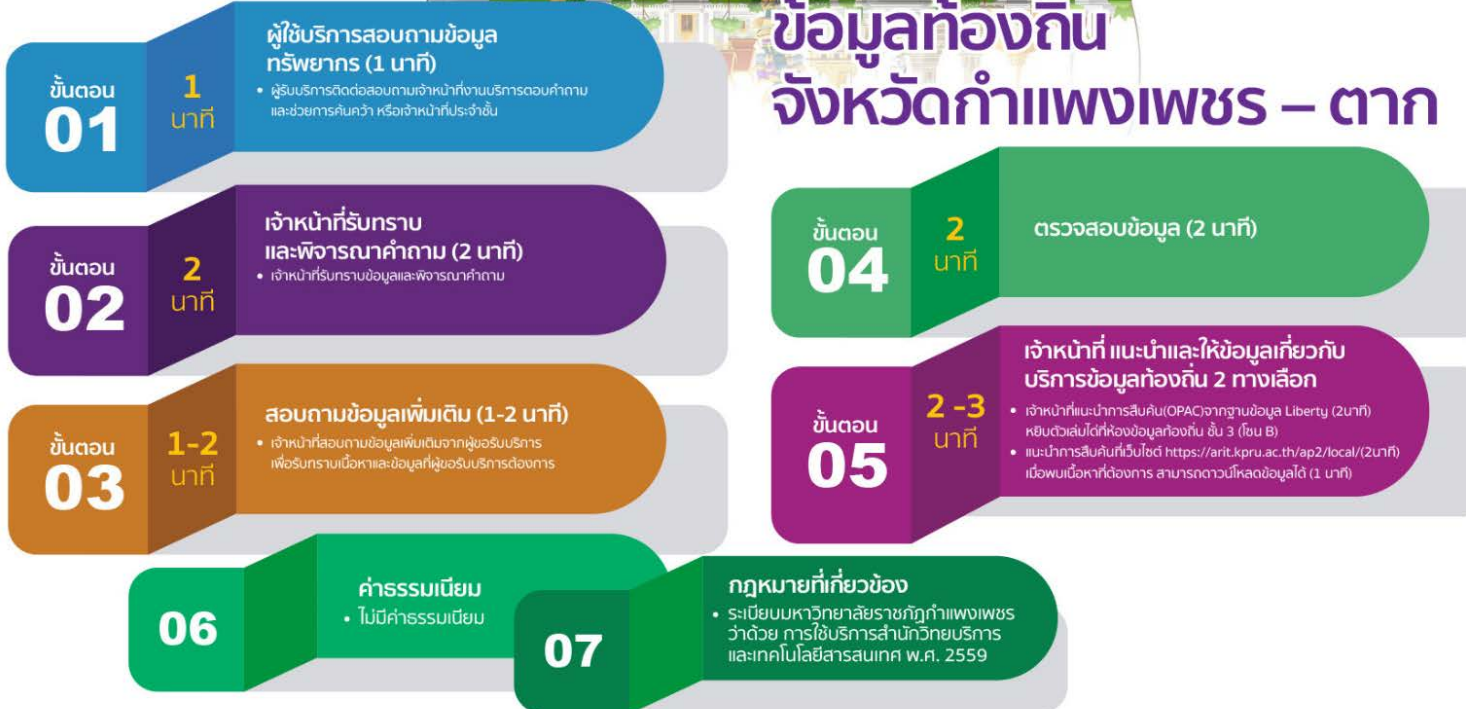 ข้อมูลท้องถิ่น
จังหวัดกำแพงเพชร – ตาก
ขั้นตอน
01
1
นาที
ผู้ใช้บริการสอบถามข้อมูล
ทรัพยากร (1 นาที)
• ผู้รับบริการติดต่อสอบถามเจ้าหน้าที่งานบริการตอบคำถาม
และช่วยการค้นคว้า หรือเจ้าหน้าที่ประจำชั้น
ขั้นตอน
02
2
นาที
เจ้าหน้าที่รับทราบ
และพิจารณาคำถาม (2 นาที)
• เจ้าหน้าที่รับทราบข้อมูลและพิจารณาคำถาม
ขั้นตอน
03
1-2
นาที
สอบถามข้อมูลเพิ่มเติม (1-2 นาที)
• เจ้าหน้าที่สอบถามข้อมูลเพิ่มเติมจากผู้ขอรับบริการ
เพื่อรับทราบเนื้อหาและข้อมูลที่ผู้ขอรับบริการต้องการ
ขั้นตอน
04
2
นาที
ตรวจสอบข้อมูล (2 นาที)
ขั้นตอน
05
2 -3
นาที
เจ้าหน้าที่ แนะนำและให้ข้อมูลเกี่ยวกับ
บริการข้อมูลท้องถิ่น 2 ทางเลือก
• เจ้าหน้าที่แนะนำการสืบค้น(OPAC)จากฐานข้อมูล Liberty (2นาที)
หยิบตัวเล่มได้ที่ห้องข้อมูลท้องถิ่น ชั้น 3 (โซน B)
• แนะนำการสืบค้นที่เว็บไซต์ https://arit.kpru.ac.th/ap2/local/(2นาที)
เมื่อพบเนื้อหาที่ต้องการ สามารถดาวน์โหลดข้อมูลได้ (1 นาที)
06
ค่าธรรมเนียม
• ไม่มีค่าธรรมเนียม
07
กฎหมายที่เกี่ยวข้อง
• ระเบียบมหาวิทยาลัยราชภัฏกำแพงเพชร
ว่าด้วย การใช้บริการสำนักวิทยบริการ
และเทคโนโลยีสารสนเทศ พ.ศ. 2559